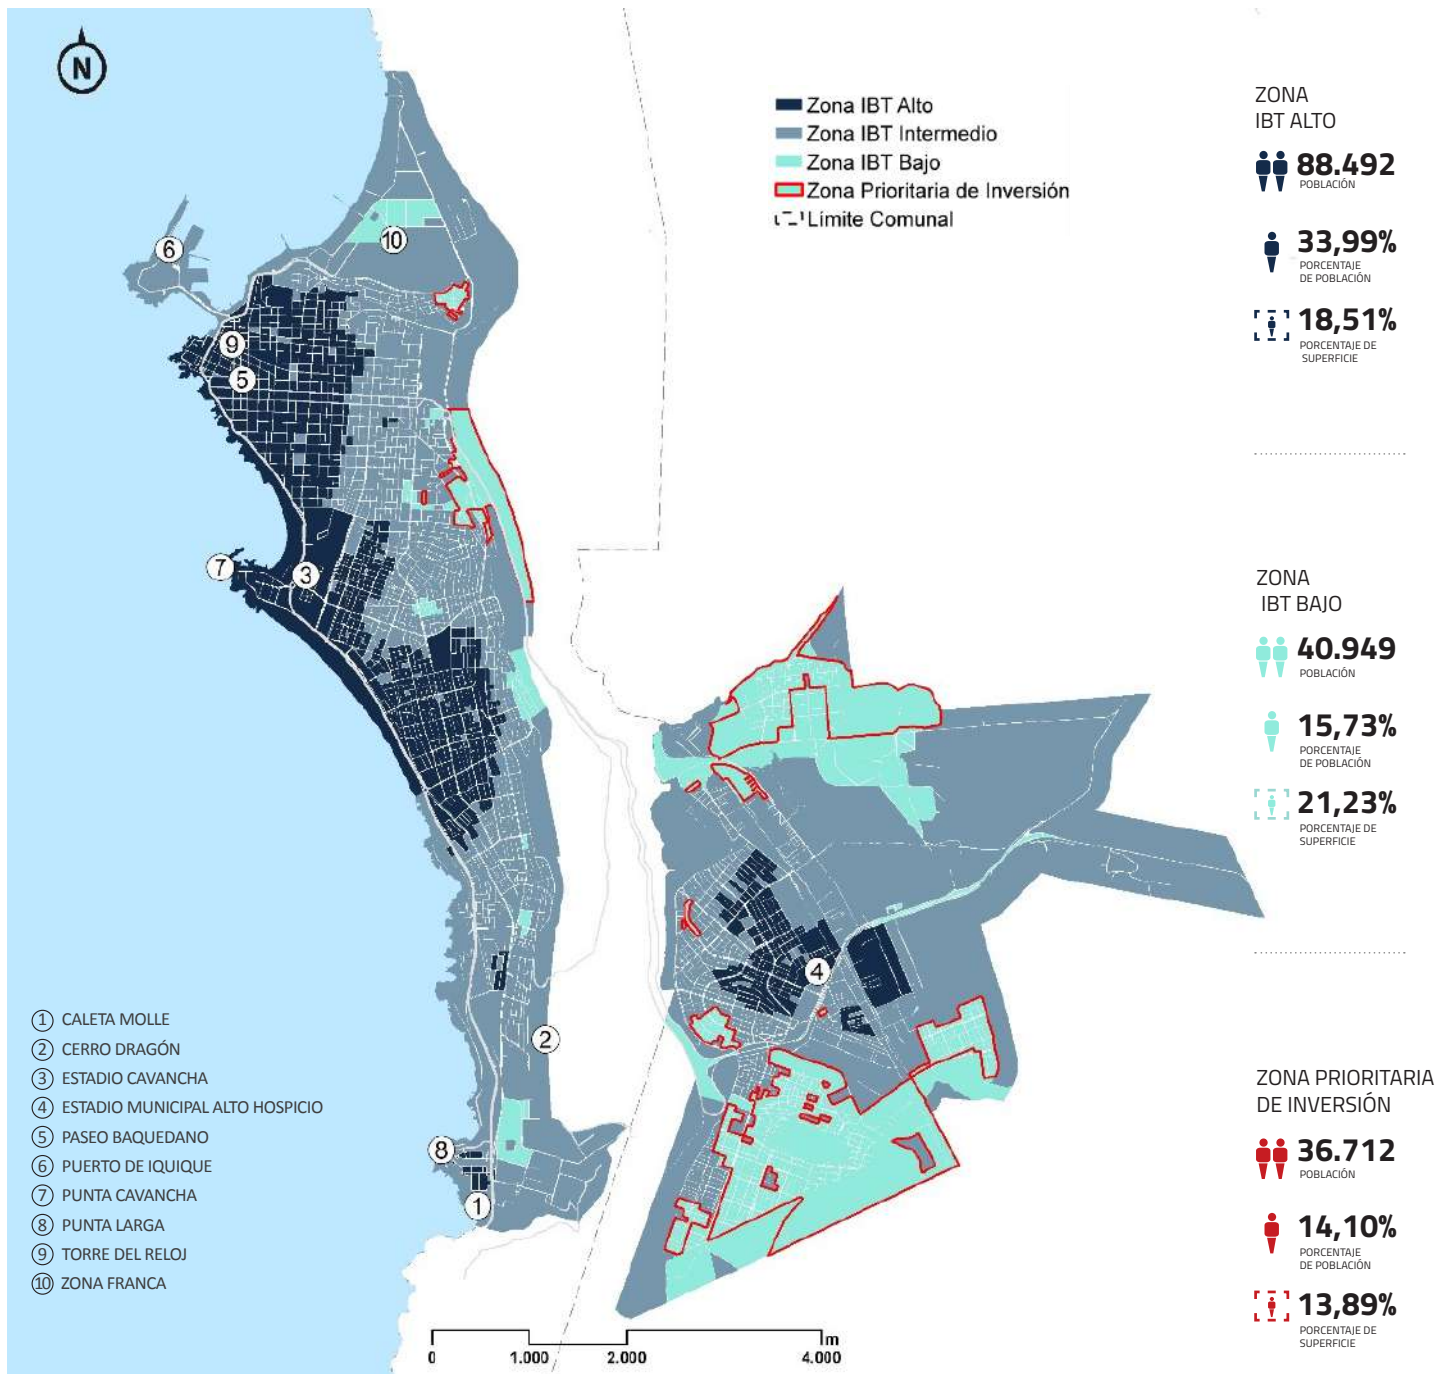 N
Zona IBT Alto
Zona IBT Intermedio
Zona IBT Bajo
Zona Prioritaria de Inversión
Límite Comunal
6
10
9
5
7
3
4
2
8
1
1 CALETA MOLLE
2 CERRO DRAGÓN
3 ESTADIO CAVANCHA
4 ESTADIO MUNICIPAL ALTO HOSPICIO
5 PASEO BAQUEDANO
6 PUERTO DE IQUIQUE
7 PUNTA CAVANCHA
8 PUNTA LARGA
9 TORRE DEL RELOJ
10 ZONA FRANCA
m
0 1.000 2.000 4.000
ZONA
IBT ALTO
88.492
POBLACIÓN
33,99%
PORCENTAJE
DE POBLACIÓN
18,51%
PORCENTAJE DE
SUPERFICIE
ZONA
IBT BAJO
40.949
POBLACIÓN
15,73%
PORCENTAJE
DE POBLACIÓN
21,23%
PORCENTAJE DE
SUPERFICIE
ZONA PRIORITARIA
DE INVERSIÓN
36.712
POBLACIÓN
14,10%
PORCENTAJE
DE POBLACIÓN
13,89%
PORCENTAJE DE
SUPERFICIE